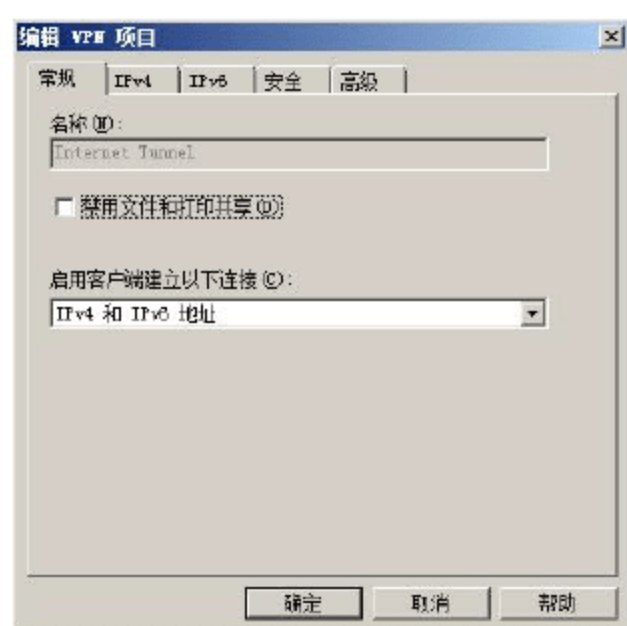 编辑 VPN 项目
常规 IPv4 IPv6 安全 高级
名称(N):
Internet Tunnel
禁用文件和打印共享(D)
启用客户端建立以下连接(C):
IPv4 和 IPv6 地址
确定 取消 帮助